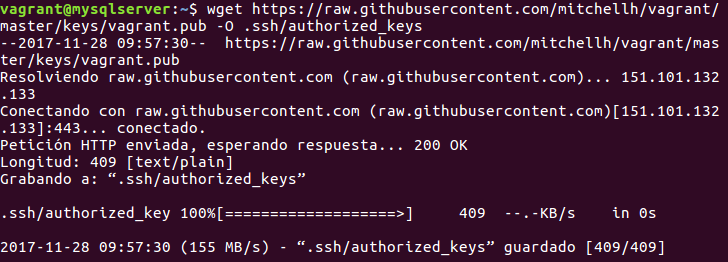 vagrant@mysqlserver:~$ wget https://raw.githubusercontent.com/mitchellh/vagrant/
master/keys/vagrant.pub -O .ssh/authorized_keys
--2017-11-28 09:57:30--  https://raw.githubusercontent.com/mitchellh/vagrant/mas
ter/keys/vagrant.pub
Resolviendo raw.githubusercontent.com (raw.githubusercontent.com)... 151.101.132
.133
Conectando con raw.githubusercontent.com (raw.githubusercontent.com)[151.101.132
.133]:443... conectado.
Petición HTTP enviada, esperando respuesta... 200 OK
Longitud: 409 [text/plain]
Grabando a: “.ssh/authorized_keys”
.ssh/authorized_key 100%[===================>]     409  --.-KB/s    in 0s
2017-11-28 09:57:30 (155 MB/s) - “.ssh/authorized_keys” guardado [409/409]